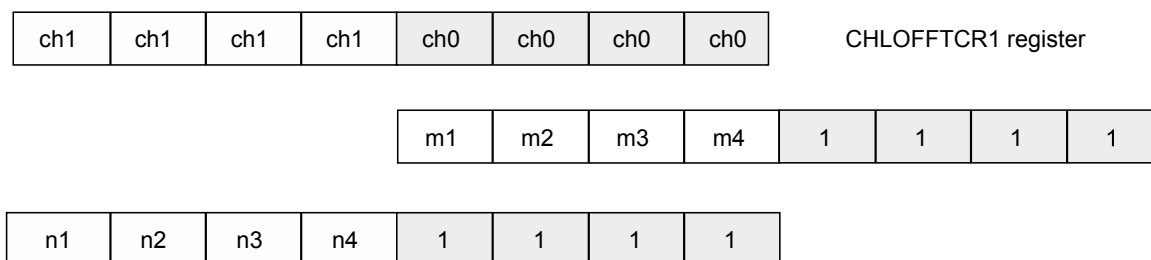 ch1 ch1 ch1 ch1 ch0 ch0 ch0 ch0 CHLOFFTCR1 register
m1 m2 m3 m4 1 1 1 1
n1 n2 n3 n4 1 1 1 1